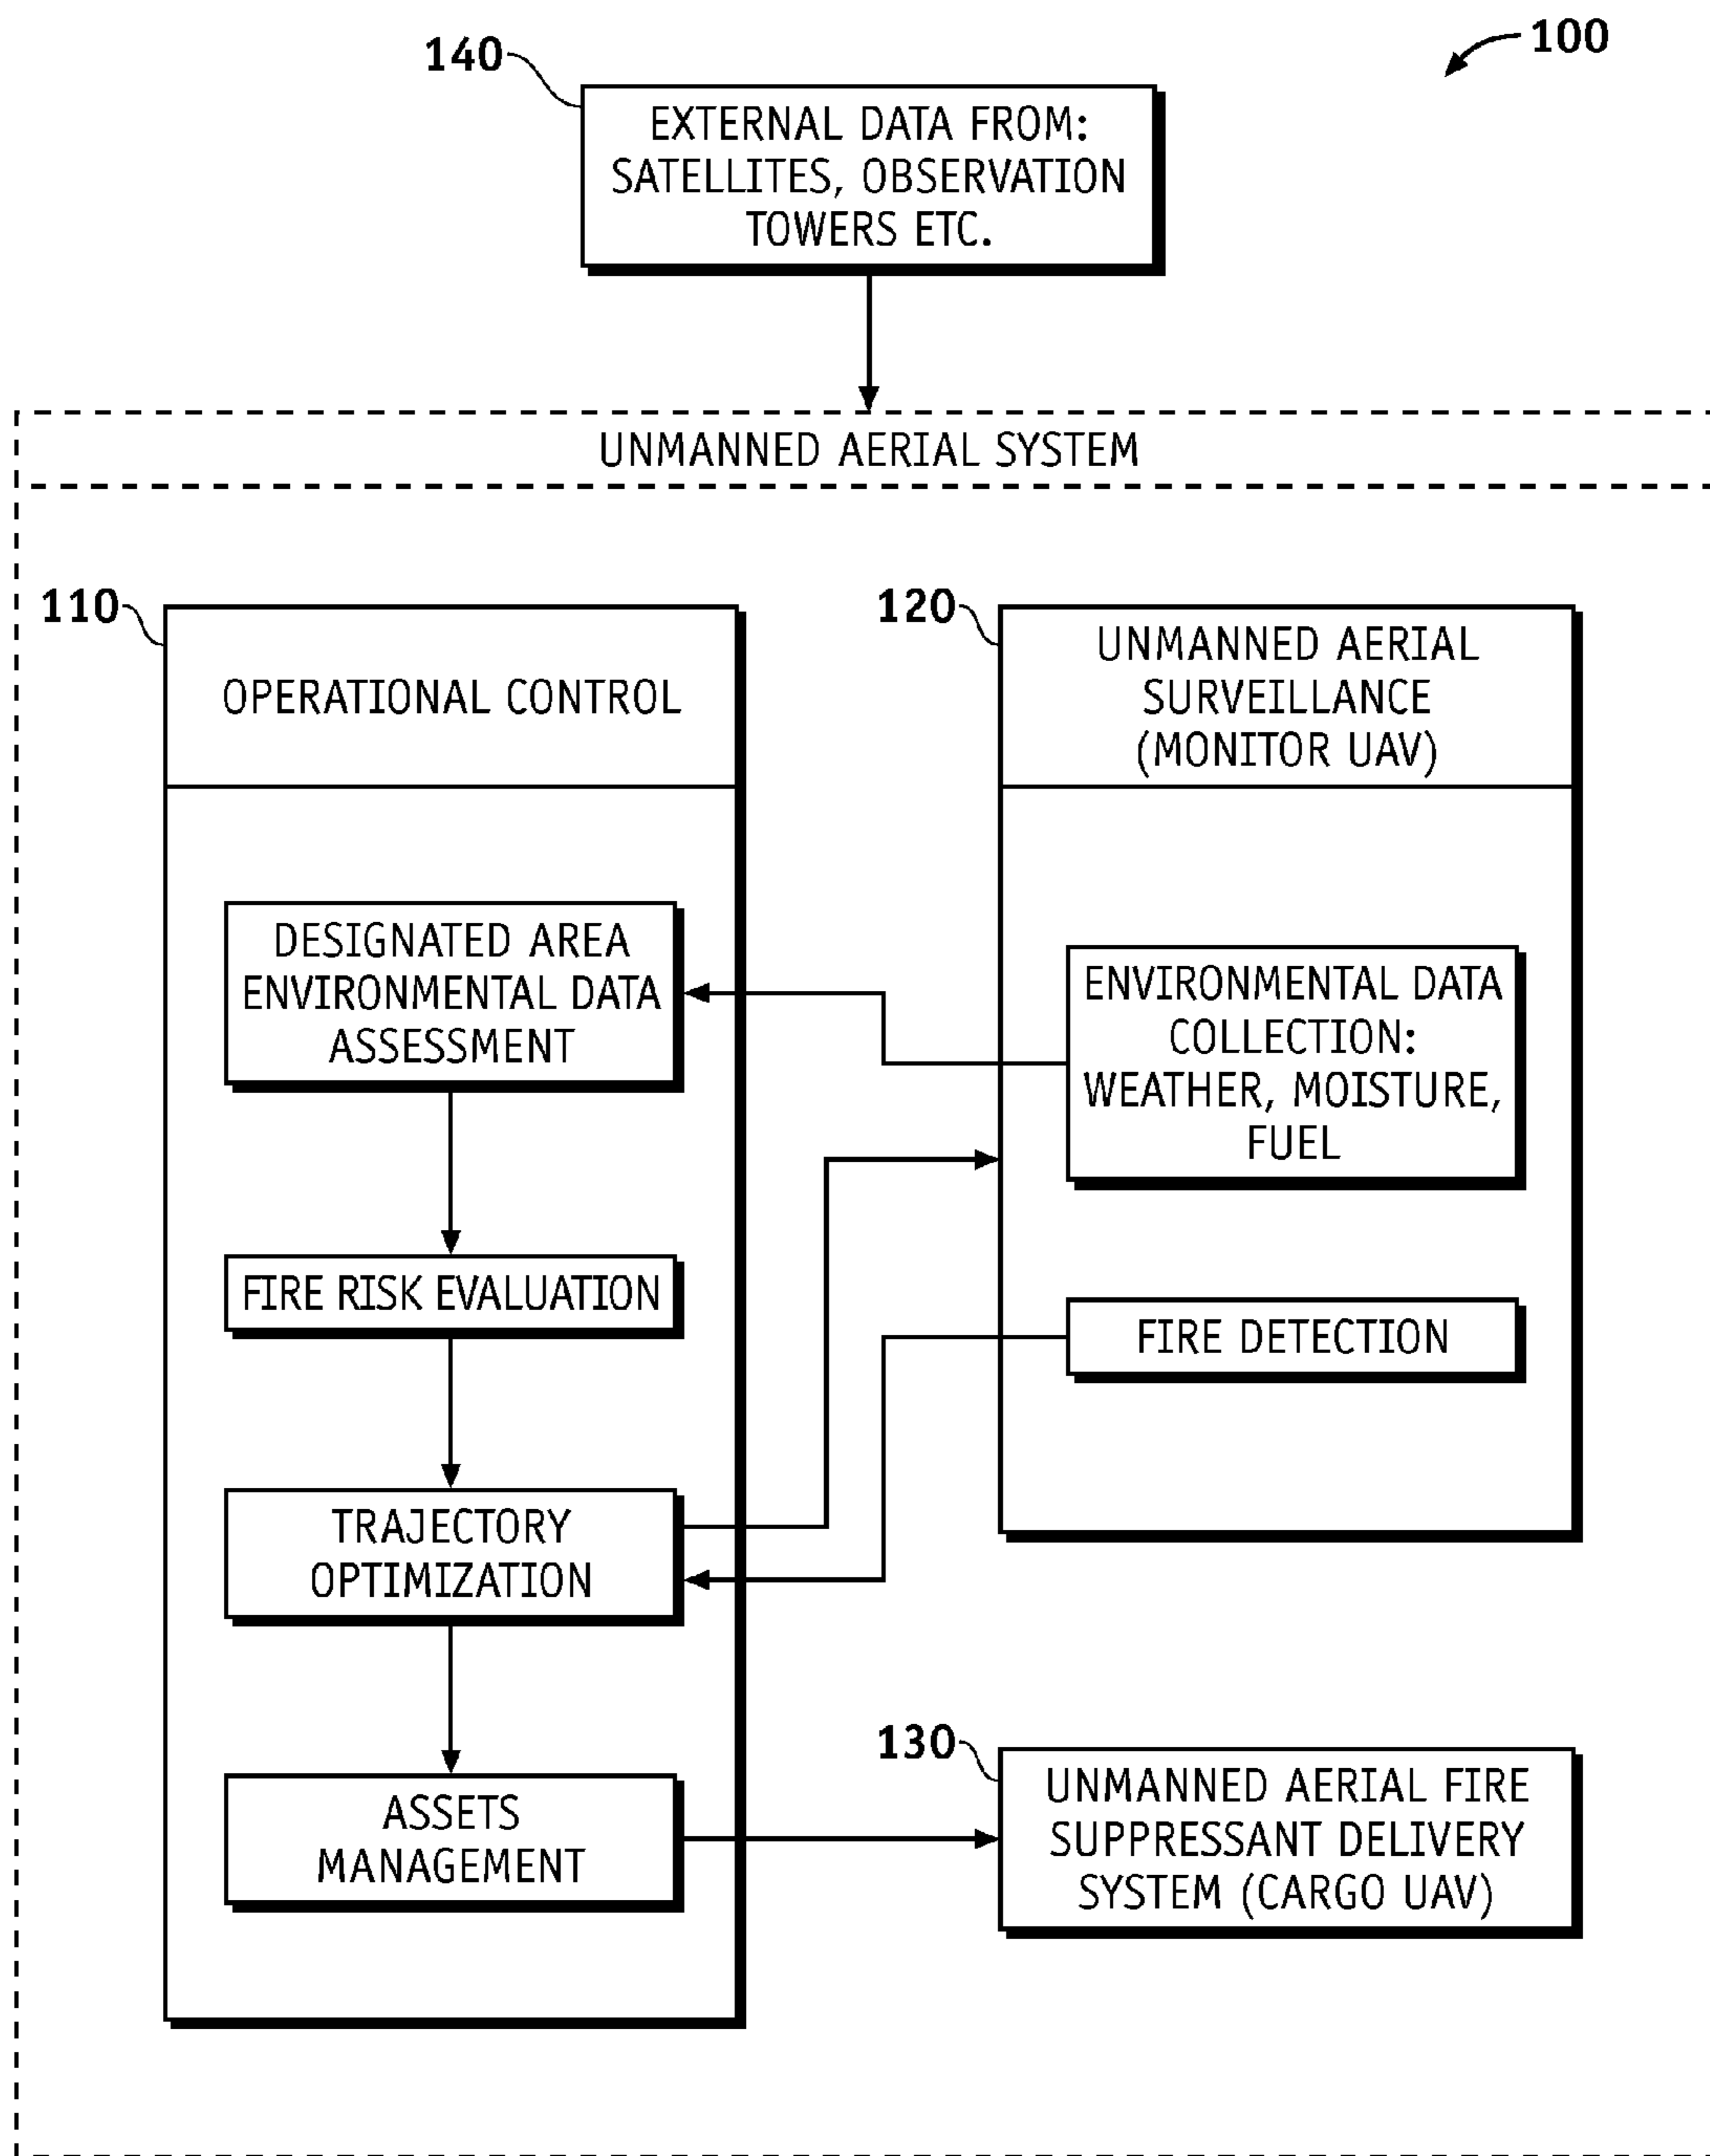 100
140
EXTERNAL DATA FROM:
SATELLITES, OBSERVATION
TOWERS ETC.
UNMANNED AERIAL SYSTEM
110
OPERATIONAL CONTROL
DESIGNATED AREA
ENVIRONMENTAL DATA
ASSESSMENT
FIRE RISK EVALUATION
TRAJECTORY
OPTIMIZATION
ASSETS
MANAGEMENT
120
UNMANNED AERIAL
SURVEILLANCE
(MONITOR UAV)
ENVIRONMENTAL DATA
COLLECTION:
WEATHER, MOISTURE,
FUEL
FIRE DETECTION
130
UNMANNED AERIAL FIRE
SUPPRESSANT DELIVERY
SYSTEM (CARGO UAV)